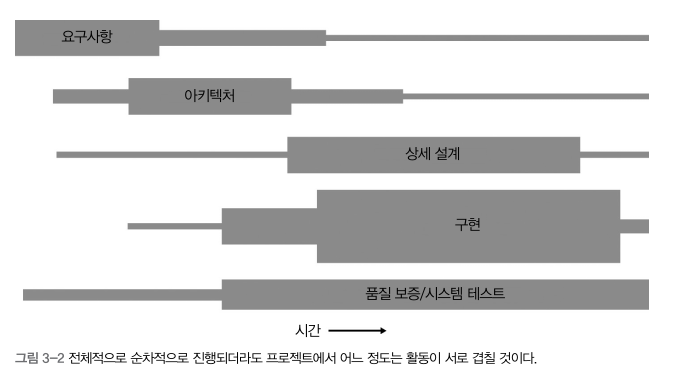 요구사항
아키텍처
상세 설계
구현
품질 보증/시스템 테스트
시간
그림 3-2 전체적으로 순차적으로 진행되더라도 프로젝트에서 어느 정도는 활동이 서로 겹칠 것이다.